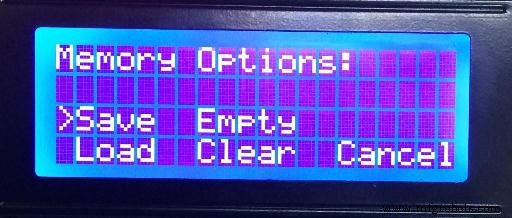 Memory Options:
>Save Empty
Load Clear Cancel